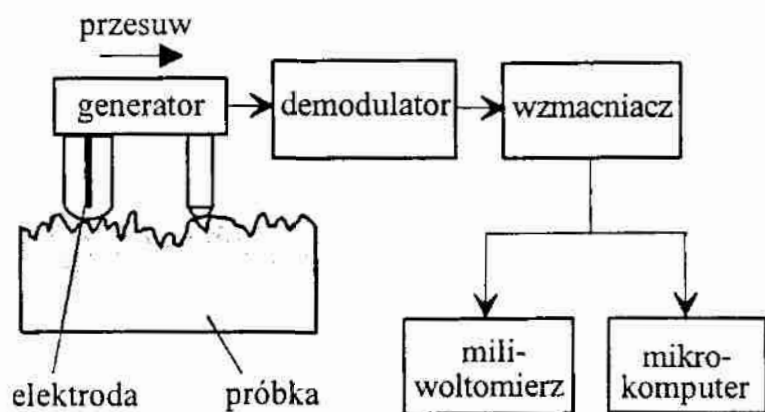 przesuw
generator
demodulator
wzmacniacz
mili-
woltomierz
mikro-
komputer
elektroda
próbka